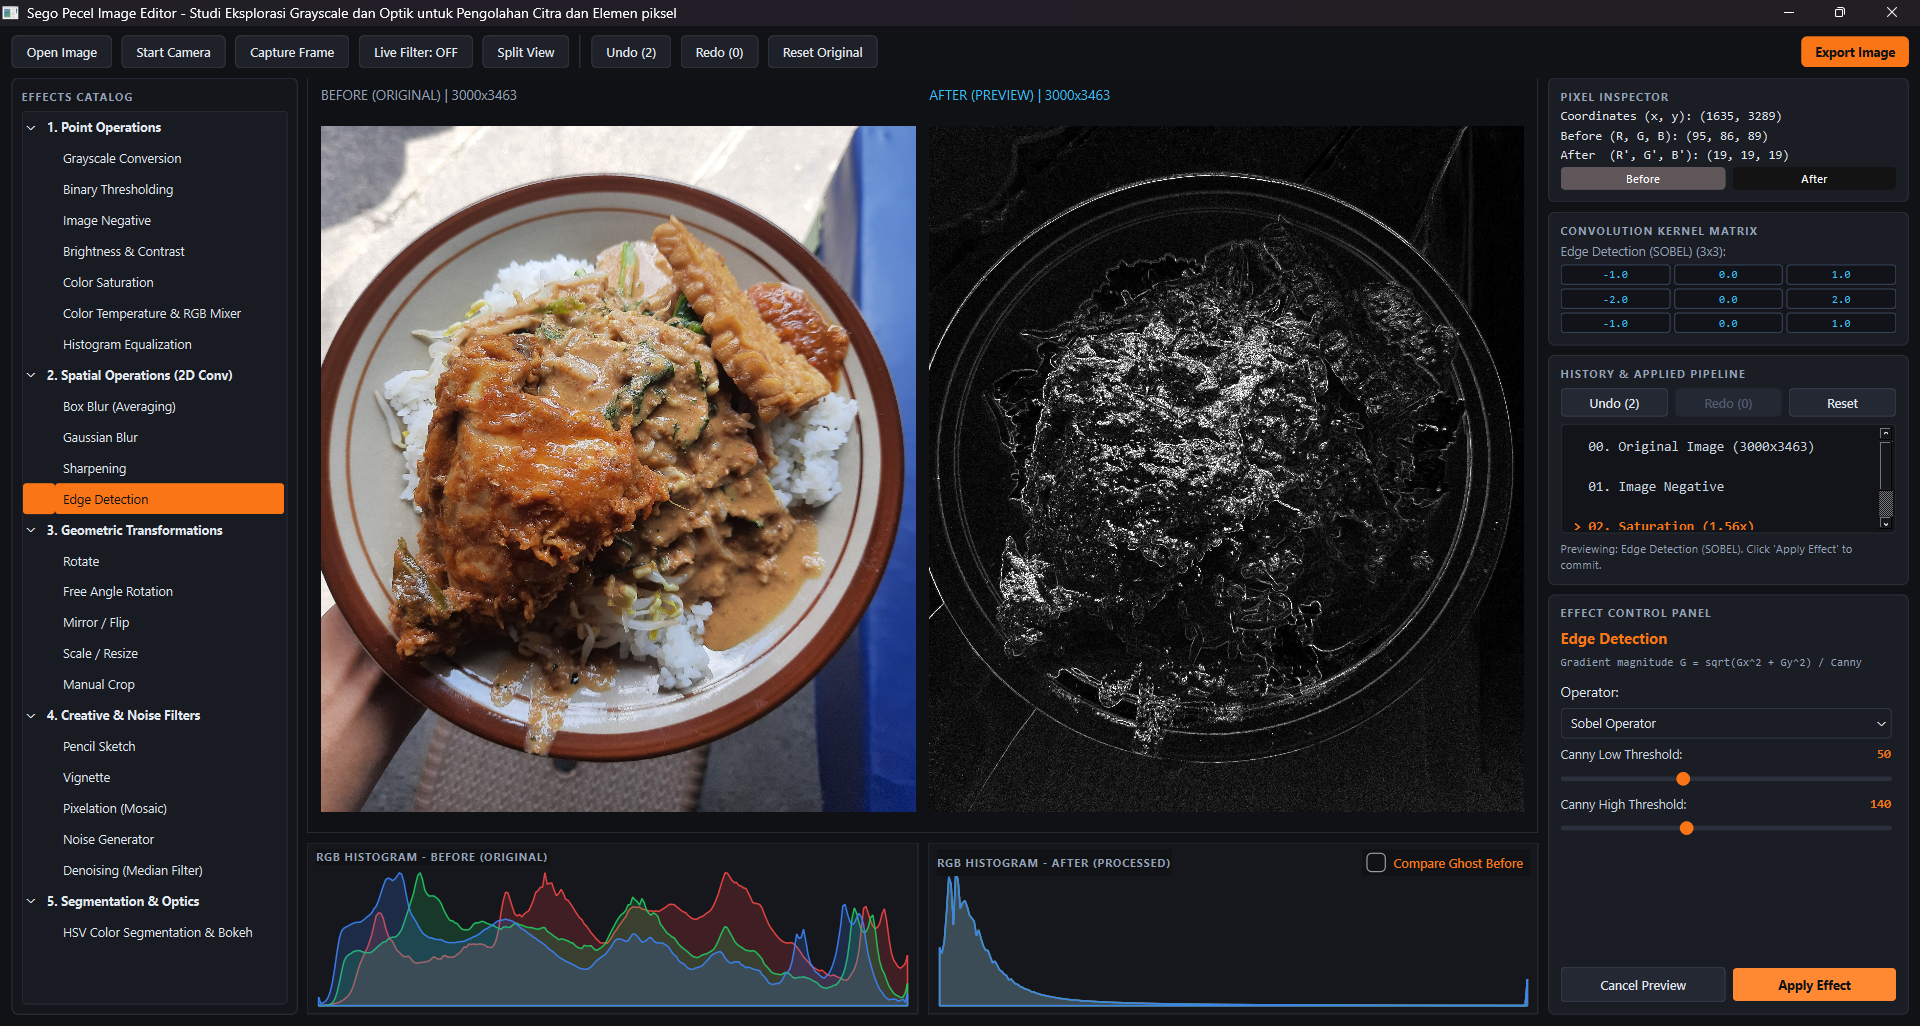 Sego Pecel Image Editor - Studi Eksplorasi Grayscale dan Optik untuk Pengolahan Citra dan Elemen piksel
Open Image
Start Camera
Capture Frame
Live Filter: OFF
Split View
Undo (2)
Redo (0)
Reset Original
Export Image
EFFECTS CATALOG
1. Point Operations
Grayscale Conversion
Binary Thresholding
Image Negative
Brightness & Contrast
Color Saturation
Color Temperature & RGB Mixer
Histogram Equalization
2. Spatial Operations (2D Conv)
Box Blur (Averaging)
Gaussian Blur
Sharpening
Edge Detection
3. Geometric Transformations
Rotate
Free Angle Rotation
Mirror / Flip
Scale / Resize
Manual Crop
4. Creative & Noise Filters
Pencil Sketch
Vignette
Pixelation (Mosaic)
Noise Generator
Denoising (Median Filter)
5. Segmentation & Optics
HSV Color Segmentation & Bokeh
BEFORE (ORIGINAL) | 3000x3463
AFTER (PREVIEW) | 3000x3463
RGB HISTOGRAM - BEFORE (ORIGINAL)
RGB HISTOGRAM - AFTER (PROCESSED)
Compare Ghost Before
PIXEL INSPECTOR
Coordinates (x, y): (1635, 3289)
Before (R, G, B): (95, 86, 89)
After (R', G', B'): (19, 19, 19)
Before
After
CONVOLUTION KERNEL MATRIX
Edge Detection (SOBEL) (3x3):
-1.0 0.0 1.0
-2.0 0.0 2.0
-1.0 0.0 1.0
HISTORY & APPLIED PIPELINE
Undo (2)
Redo (0)
Reset
00. Original Image (3000x3463)
01. Image Negative
> 02. Saturation (1.56x)
Previewing: Edge Detection (SOBEL). Click 'Apply Effect' to
commit.
EFFECT CONTROL PANEL
Edge Detection
Gradient magnitude G = sqrt(Gx^2 + Gy^2) / Canny
Operator:
Sobel Operator
Canny Low Threshold: 50
Canny High Threshold: 140
Cancel Preview
Apply Effect